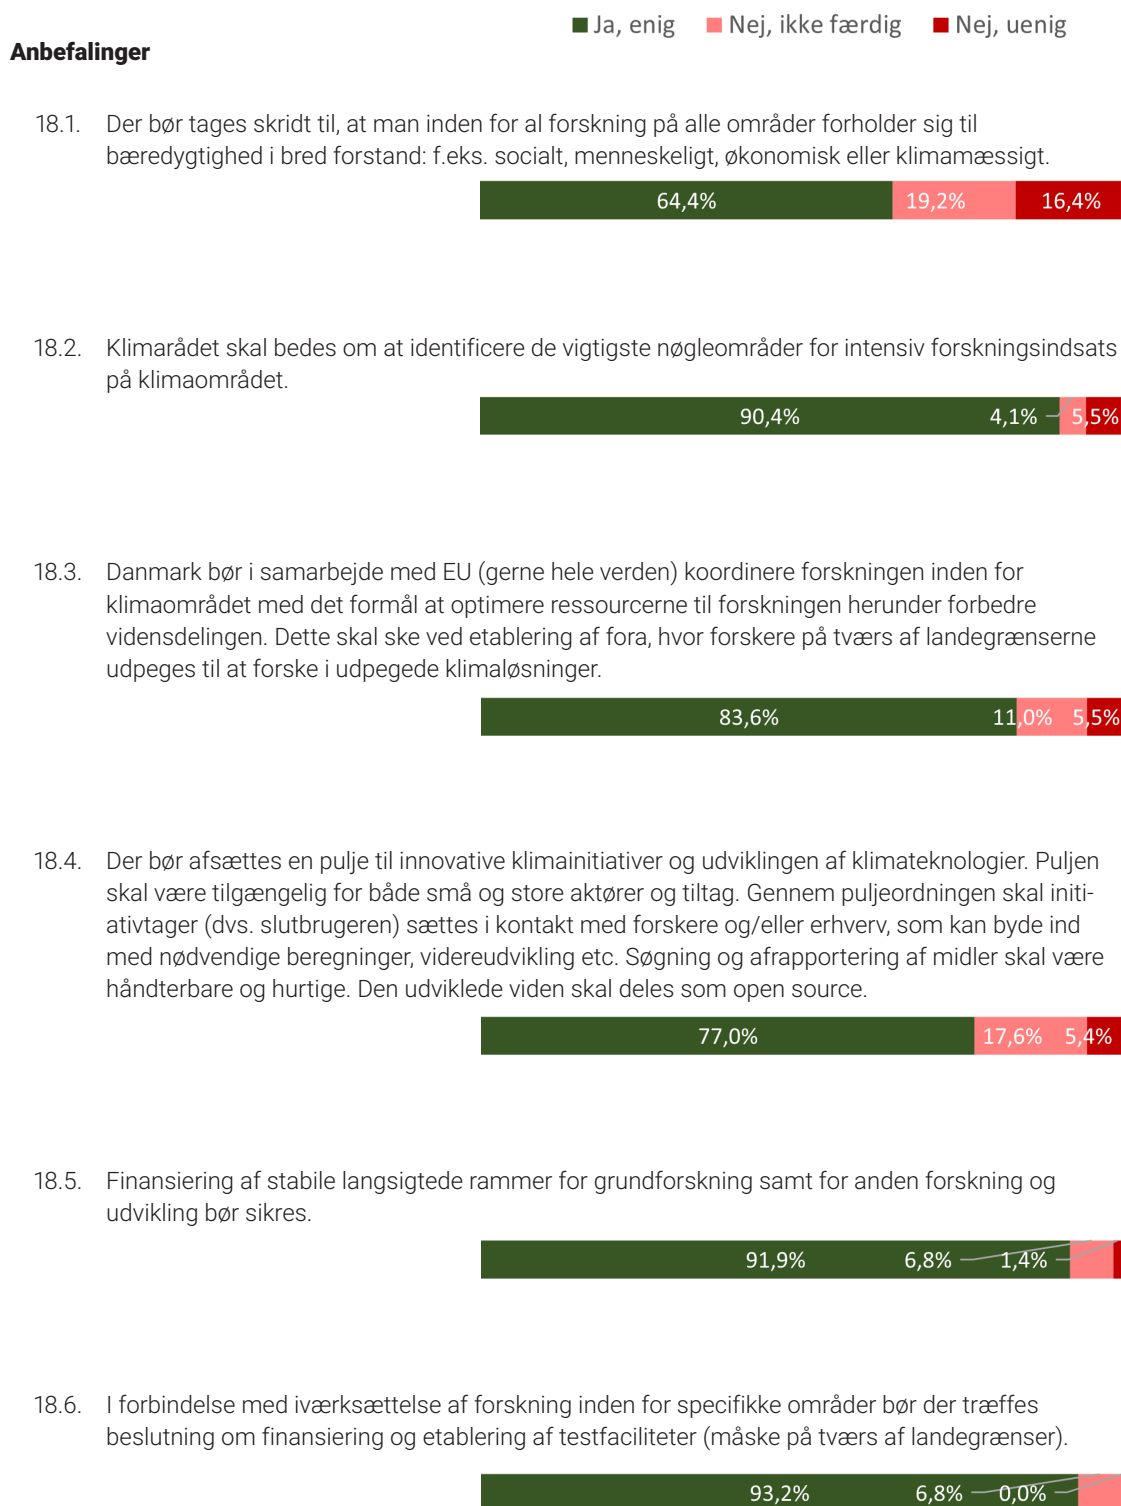 Ja, enig Nej, ikke færdig Nej, uenig
Anbefalinger
18.1. Der bør tages skridt til, at man inden for al forskning på alle områder forholder sig til
bæredygtighed i bred forstand: f.eks. socialt, menneskeligt, økonomisk eller klimamæssigt.
64,4% 19,2% 16,4%
18.2. Klimarådet skal bedes om at identificere de vigtigste nøgleområder for intensiv forskningsindsats
på klimaområdet.
90,4% 4,1% 5,5%
18.3. Danmark bør i samarbejde med EU (gerne hele verden) koordinere forskningen inden for
klimaområdet med det formål at optimere ressourcerne til forskningen herunder forbedre
vidensdelingen. Dette skal ske ved etablering af fora, hvor forskere på tværs af landegrænserne
udpeges til at forske i udpegede klimaløsninger.
83,6% 11,0% 5,5%
18.4. Der bør afsættes en pulje til innovative klimainitiativer og udviklingen af klimateknologier. Puljen
skal være tilgængelig for både små og store aktører og tiltag. Gennem puljeordningen skal initi-
ativtager (dvs. slutbrugeren) sættes i kontakt med forskere og/eller erhverv, som kan byde ind
med nødvendige beregninger, videreudvikling etc. Søgning og afrapportering af midler skal være
håndterbare og hurtige. Den udviklede viden skal deles som open source.
77,0% 17,6% 5,4%
18.5. Finansiering af stabile langsigtede rammer for grundforskning samt for anden forskning og
udvikling bør sikres.
91,9% 6,8% 1,4%
18.6. I forbindelse med iværksættelse af forskning inden for specifikke områder bør der træffes
beslutning om finansiering og etablering af testfaciliteter (måske på tværs af landegrænser).
93,2% 6,8% 0,0%